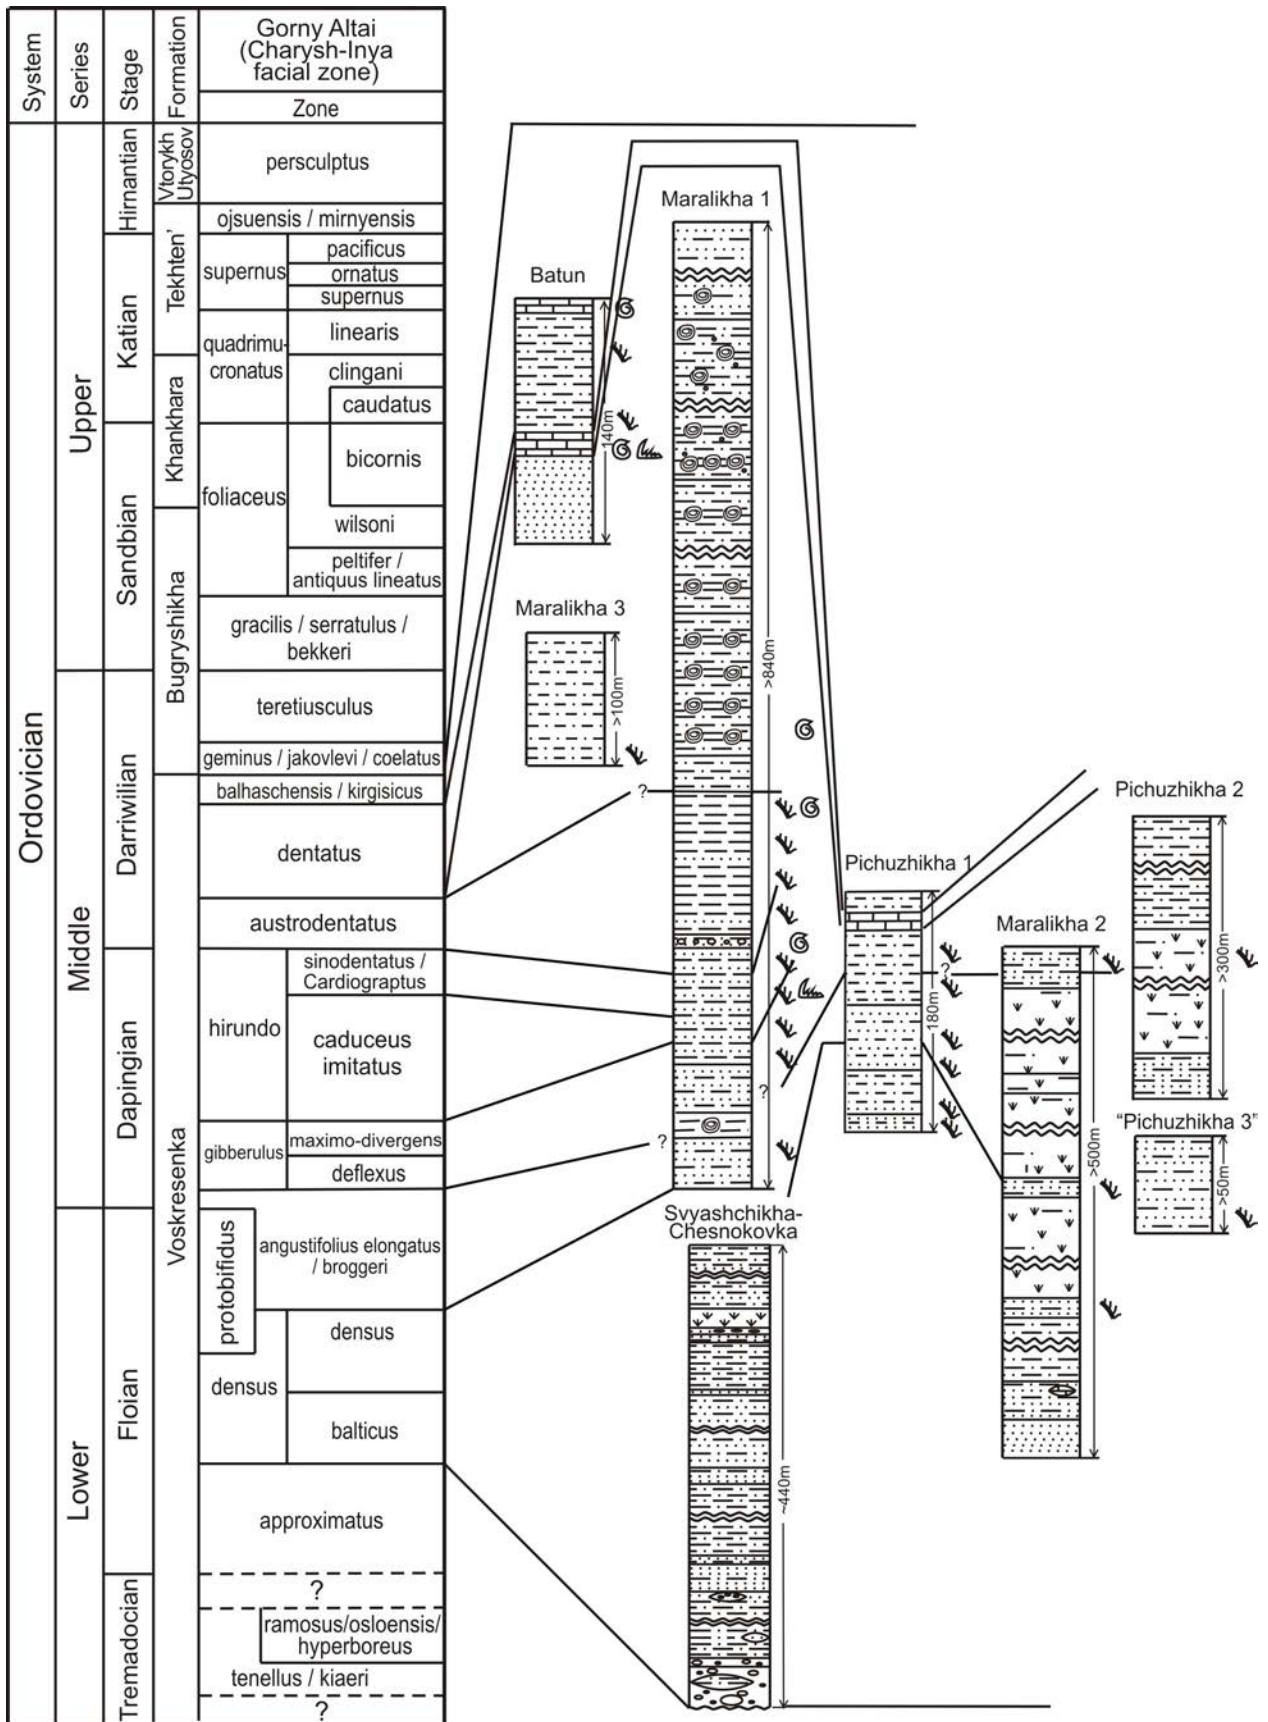 System
Series
Stage
Formation
Gorny Altai
(Charysh-Inya
facial zone)
Zone
Ordovician
Upper
Middle
Lower
Hirnantian
Katian
Sandbian
Darriwilian
Dapingian
Floian
Tremadocian
Vtorykh
Utyosov
Tekhten'
Khankhara
Bugryshikha
Voskresenka
persculptus
ojsuensis / mirnyensis
supernus
pacificus
ornatus
supernus
quadrimu-
cronatus
linearis
clingani
caudatus
foliaceus
bicornis
wilsoni
peltifer /
antiquus lineatus
gracilis / serratulus /
bekkeri
teretiusculus
geminus / jakovlevi / coelatus
balhaschensis / kirgisicus
dentatus
austrodentatus
hirundo
sinodentatus /
Cardiograptus
caduceus
imitatus
gibberulus
maximo-divergens
deflexus
protobifidus
angustifolius elongatus
/ broggeri
densus
densus
balticus
approximatus
?
ramosus/osloensis/
hyperboreus
tenellus / kiaeri
?
Batun
140m
Maralikha 3
>100m
Maralikha 1
>840m
?
?
?
Svyashchikha-
Chesnokovka
~440m
Pichuzhikha 1
180m
?
Maralikha 2
>500m
Pichuzhikha 2
>300m
"Pichuzhikha 3"
>50m